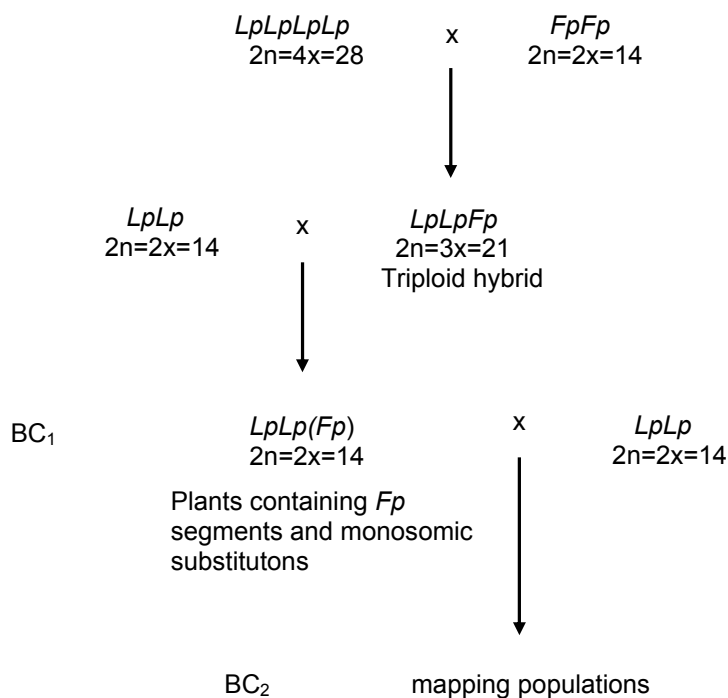 LpLpLpLp x FpFp
2n=4x=28 2n=2x=14
LpLp x LpLpFp
2n=2x=14 2n=3x=21
Triploid hybrid
BC₁ LpLp(Fp) x LpLp
2n=2x=14 2n=2x=14
Plants containing Fp
segments and monosomic
substitutons
BC₂ mapping populations